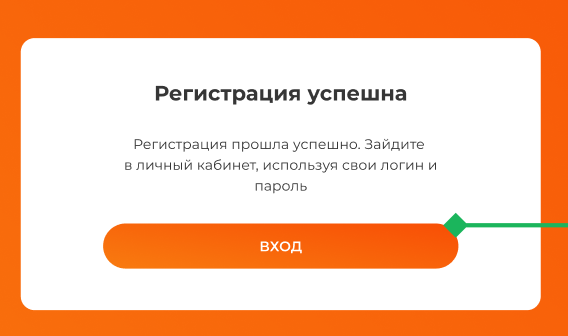 Регистрация успешна
Регистрация прошла успешно. Зайдите
в личный кабинет, используя свои логин и
пароль
ВХОД